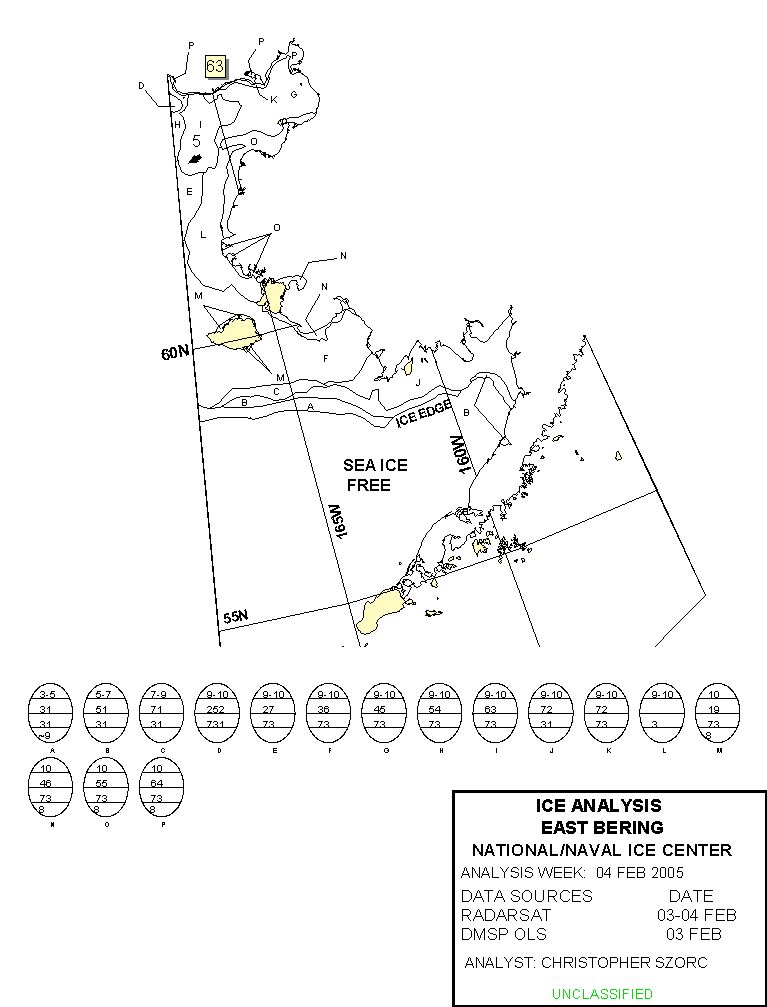 P
P
P
63
D
K
G
H
I
5
O
E
L
O
N
M
N
60N
F
M
J
C
B
A
ICE EDGE
B
160W
SEA ICE
FREE
165W
55N
3-5 5-7 7-9 9-10 9-10 9-10 9-10 9-10 9-10 9-10 9-10 9-10 10
31 51 71 252 27 36 45 54 63 72 72 19
31 31 31 731 73 73 73 73 73 31 73 3 73
~9 8
A B C D E F G H I J K L M
10 10 10
46 55 64
73 73 73
8 8 8
N O P
ICE ANALYSIS
EAST BERING
NATIONAL/NAVAL ICE CENTER
ANALYSIS WEEK: 04 FEB 2005
DATA SOURCES DATE
RADARSAT 03-04 FEB
DMSP OLS 03 FEB
ANALYST: CHRISTOPHER SZORC
UNCLASSIFIED